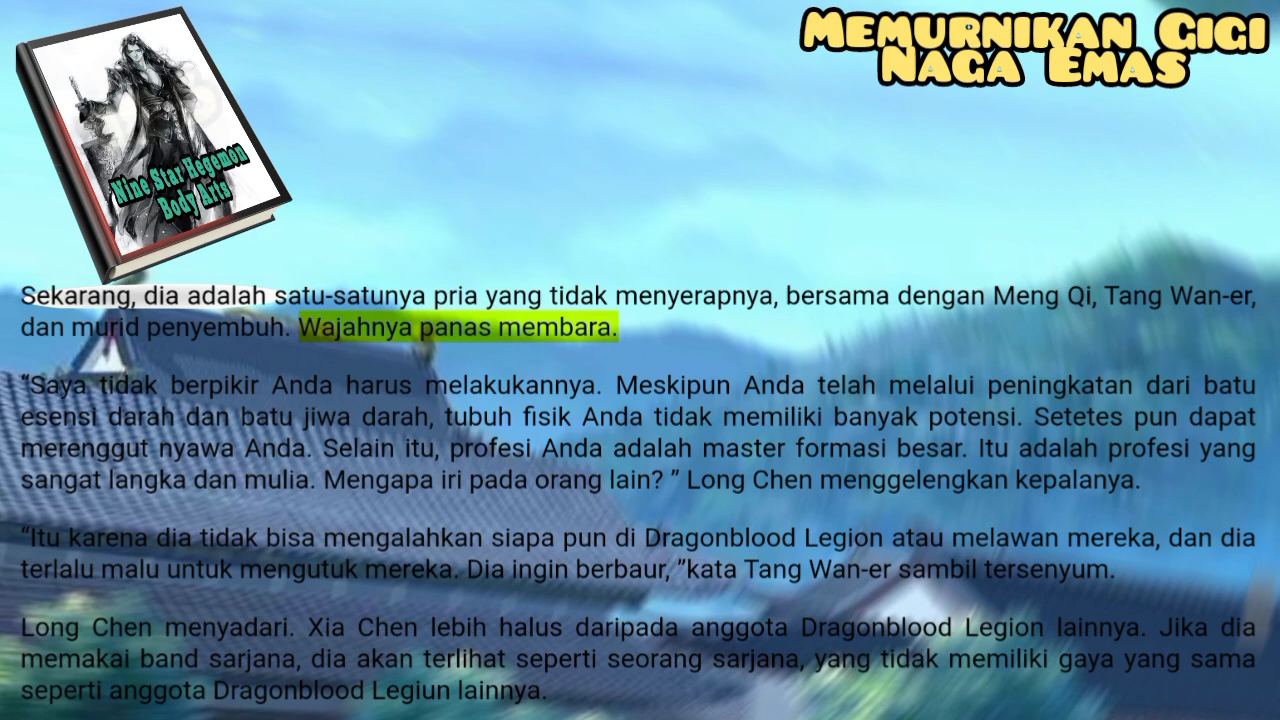 Memurnikan Gigi
Naga Emas
Nine Star Hegemon
Body Arts
Sekarang, dia adalah satu-satunya pria yang tidak menyerapnya, bersama dengan Meng Qi, Tang Wan-er,
dan murid penyembuh. Wajahnya panas membara.
“Saya tidak berpikir Anda harus melakukannya. Meskipun Anda telah melalui peningkatan dari batu
esensi darah dan batu jiwa darah, tubuh fisik Anda tidak memiliki banyak potensi. Setetes pun dapat
merenggut nyawa Anda. Selain itu, profesi Anda adalah master formasi besar. Itu adalah profesi yang
sangat langka dan mulia. Mengapa iri pada orang lain? ” Long Chen menggelengkan kepalanya.
“Itu karena dia tidak bisa mengalahkan siapa pun di Dragonblood Legion atau melawan mereka, dan dia
terlalu malu untuk mengutuk mereka. Dia ingin berbaur, ”kata Tang Wan-er sambil tersenyum.
Long Chen menyadari. Xia Chen lebih halus daripada anggota Dragonblood Legion lainnya. Jika dia
memakai band sarjana, dia akan terlihat seperti seorang sarjana, yang tidak memiliki gaya yang sama
seperti anggota Dragonblood Legiun lainnya.